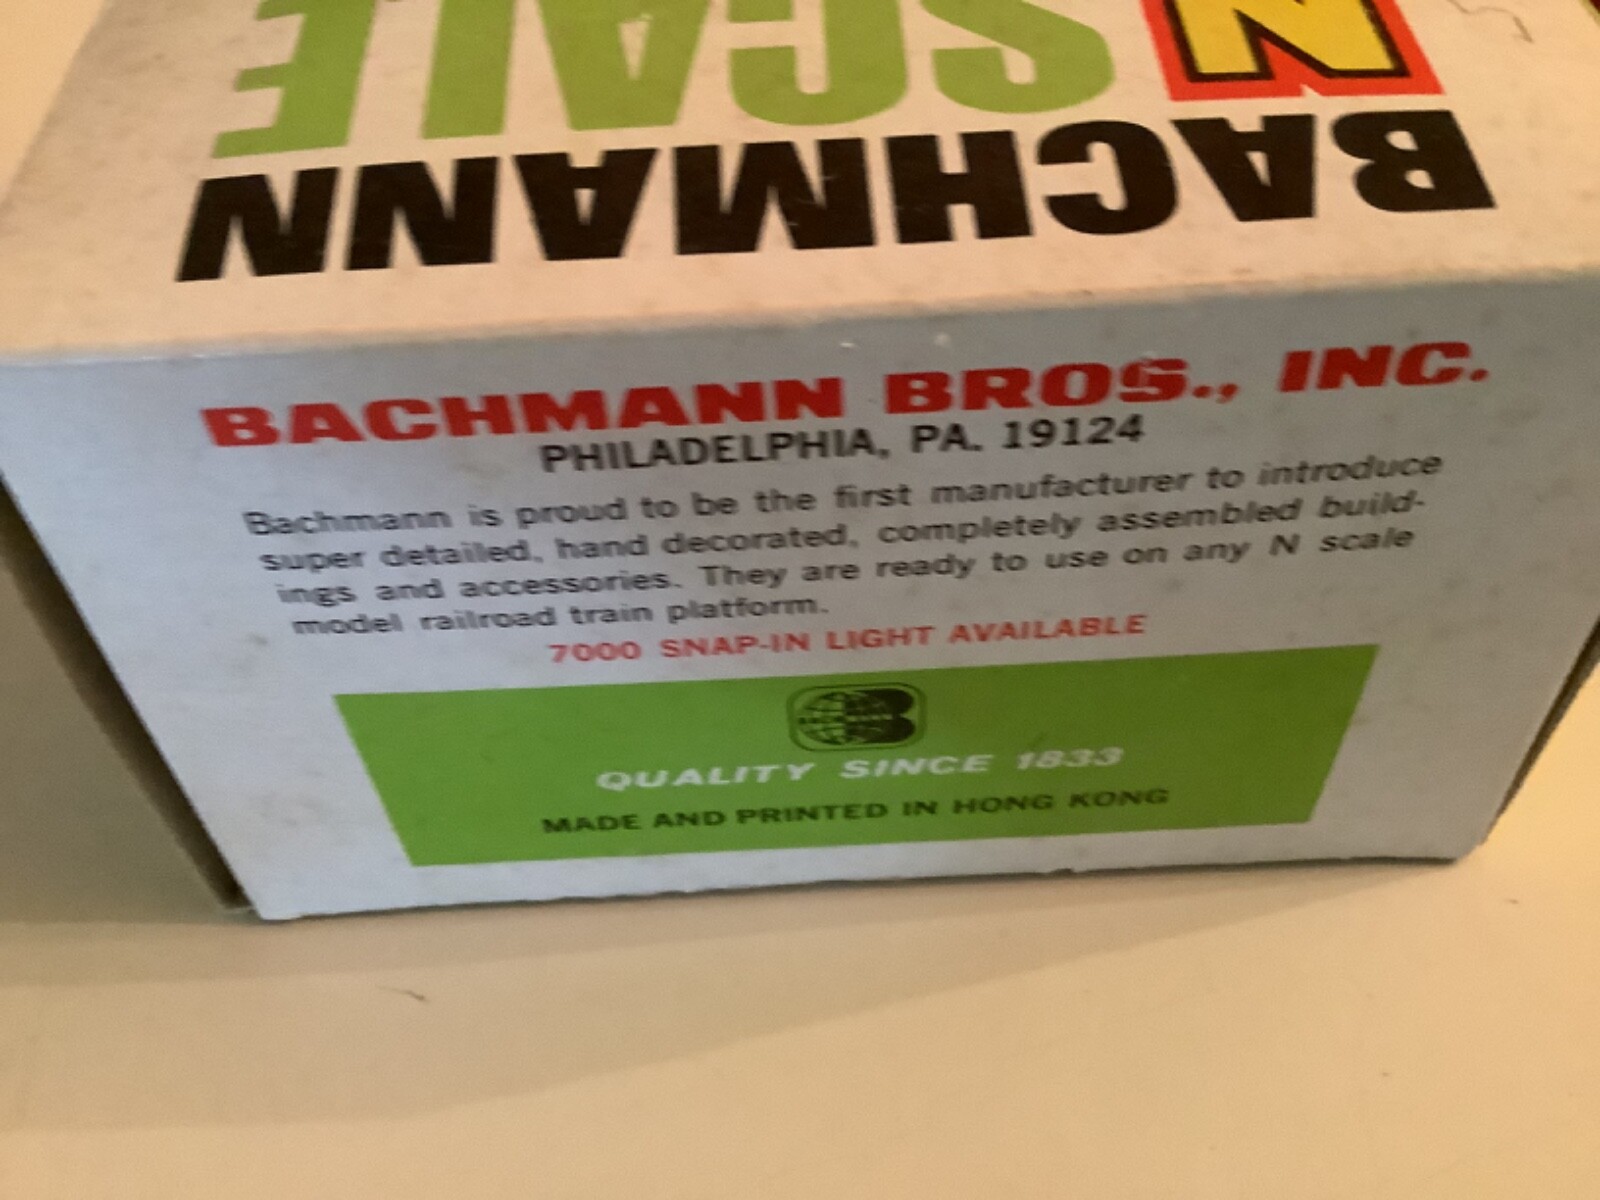 N SCALE
BACHMANN
BACHMANN BROS., INC.
PHILADELPHIA, PA. 19124
Bachmann is proud to be the first manufacturer to introduce
super detailed, hand decorated, completely assembled build-
ings and accessories. They are ready to use on any N scale
model railroad train platform.
7000 SNAP-IN LIGHT AVAILABLE
BACHMANN
QUALITY SINCE 1833
MADE AND PRINTED IN HONG KONG